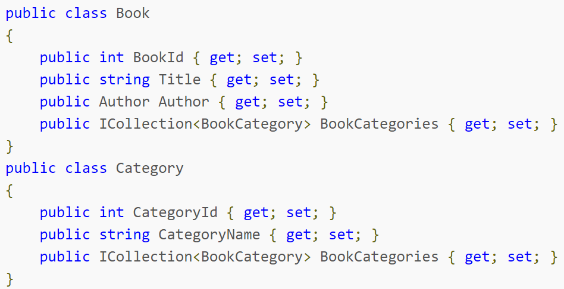 public class Book
{
    public int BookId { get; set; }
    public string Title { get; set; }
    public Author Author { get; set; }
    public ICollection<BookCategory> BookCategories { get; set; }
}
public class Category
{
    public int CategoryId { get; set; }
    public string CategoryName { get; set; }
    public ICollection<BookCategory> BookCategories { get; set; }
}